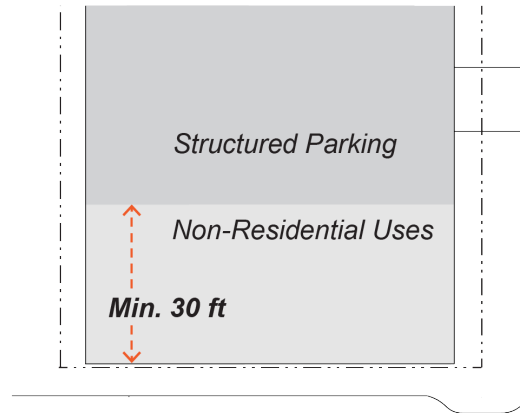 Structured Parking
Non-Residential Uses
Min. 30 ft